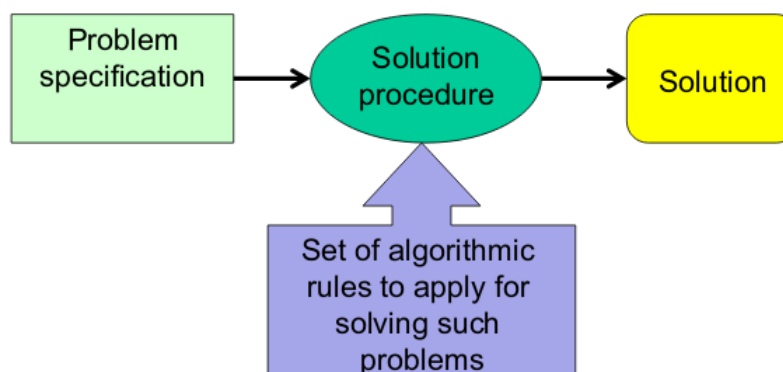 Problem
specification
Solution
procedure
Solution
Set of algorithmic
rules to apply for
solving such
problems